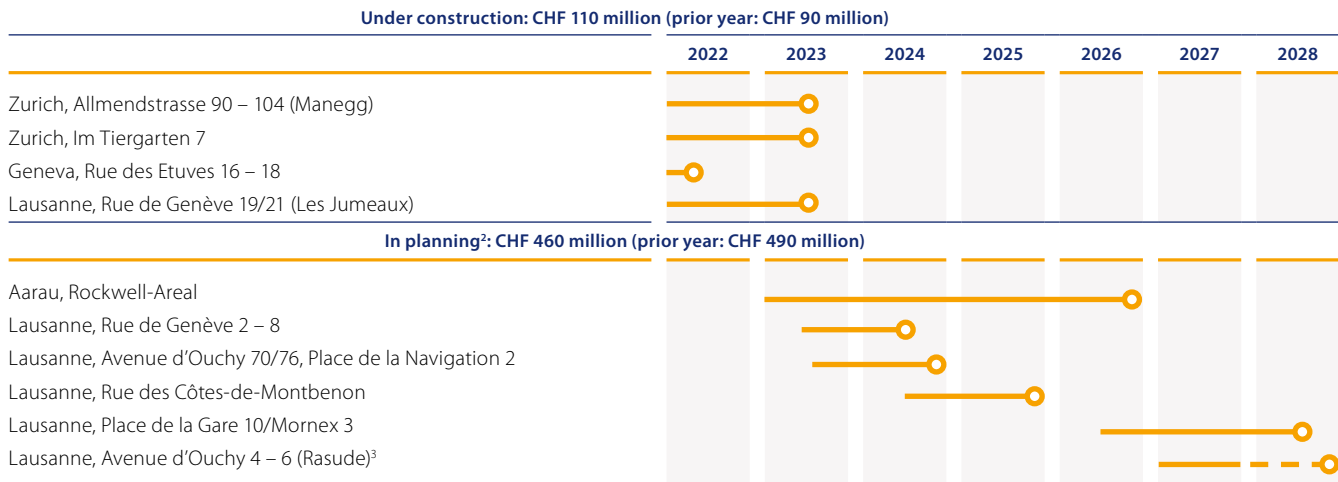 Under construction: CHF 110 million (prior year: CHF 90 million)
2022 2023 2024 2025 2026 2027 2028
Zurich, Allmendstrasse 90 – 104 (Manegg)
Zurich, Im Tiergarten 7
Geneva, Rue des Etuves 16 – 18
Lausanne, Rue de Genève 19/21 (Les Jumeaux)
In planning²: CHF 460 million (prior year: CHF 490 million)
Aarau, Rockwell-Areal
Lausanne, Rue de Genève 2 – 8
Lausanne, Avenue d’Ouchy 70/76, Place de la Navigation 2
Lausanne, Rue des Côtes-de-Montbenon
Lausanne, Place de la Gare 10/Mornex 3
Lausanne, Avenue d’Ouchy 4 – 6 (Rasude)³